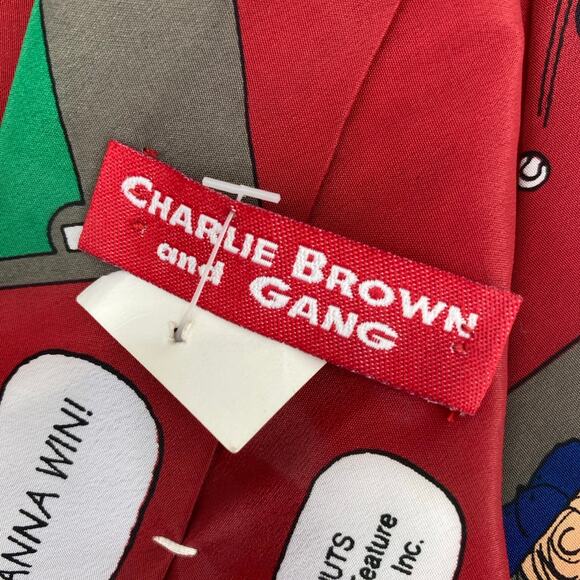 CHARLIE BROWN
and GANG
ANNA WIN!
UTS
eature
Inc.